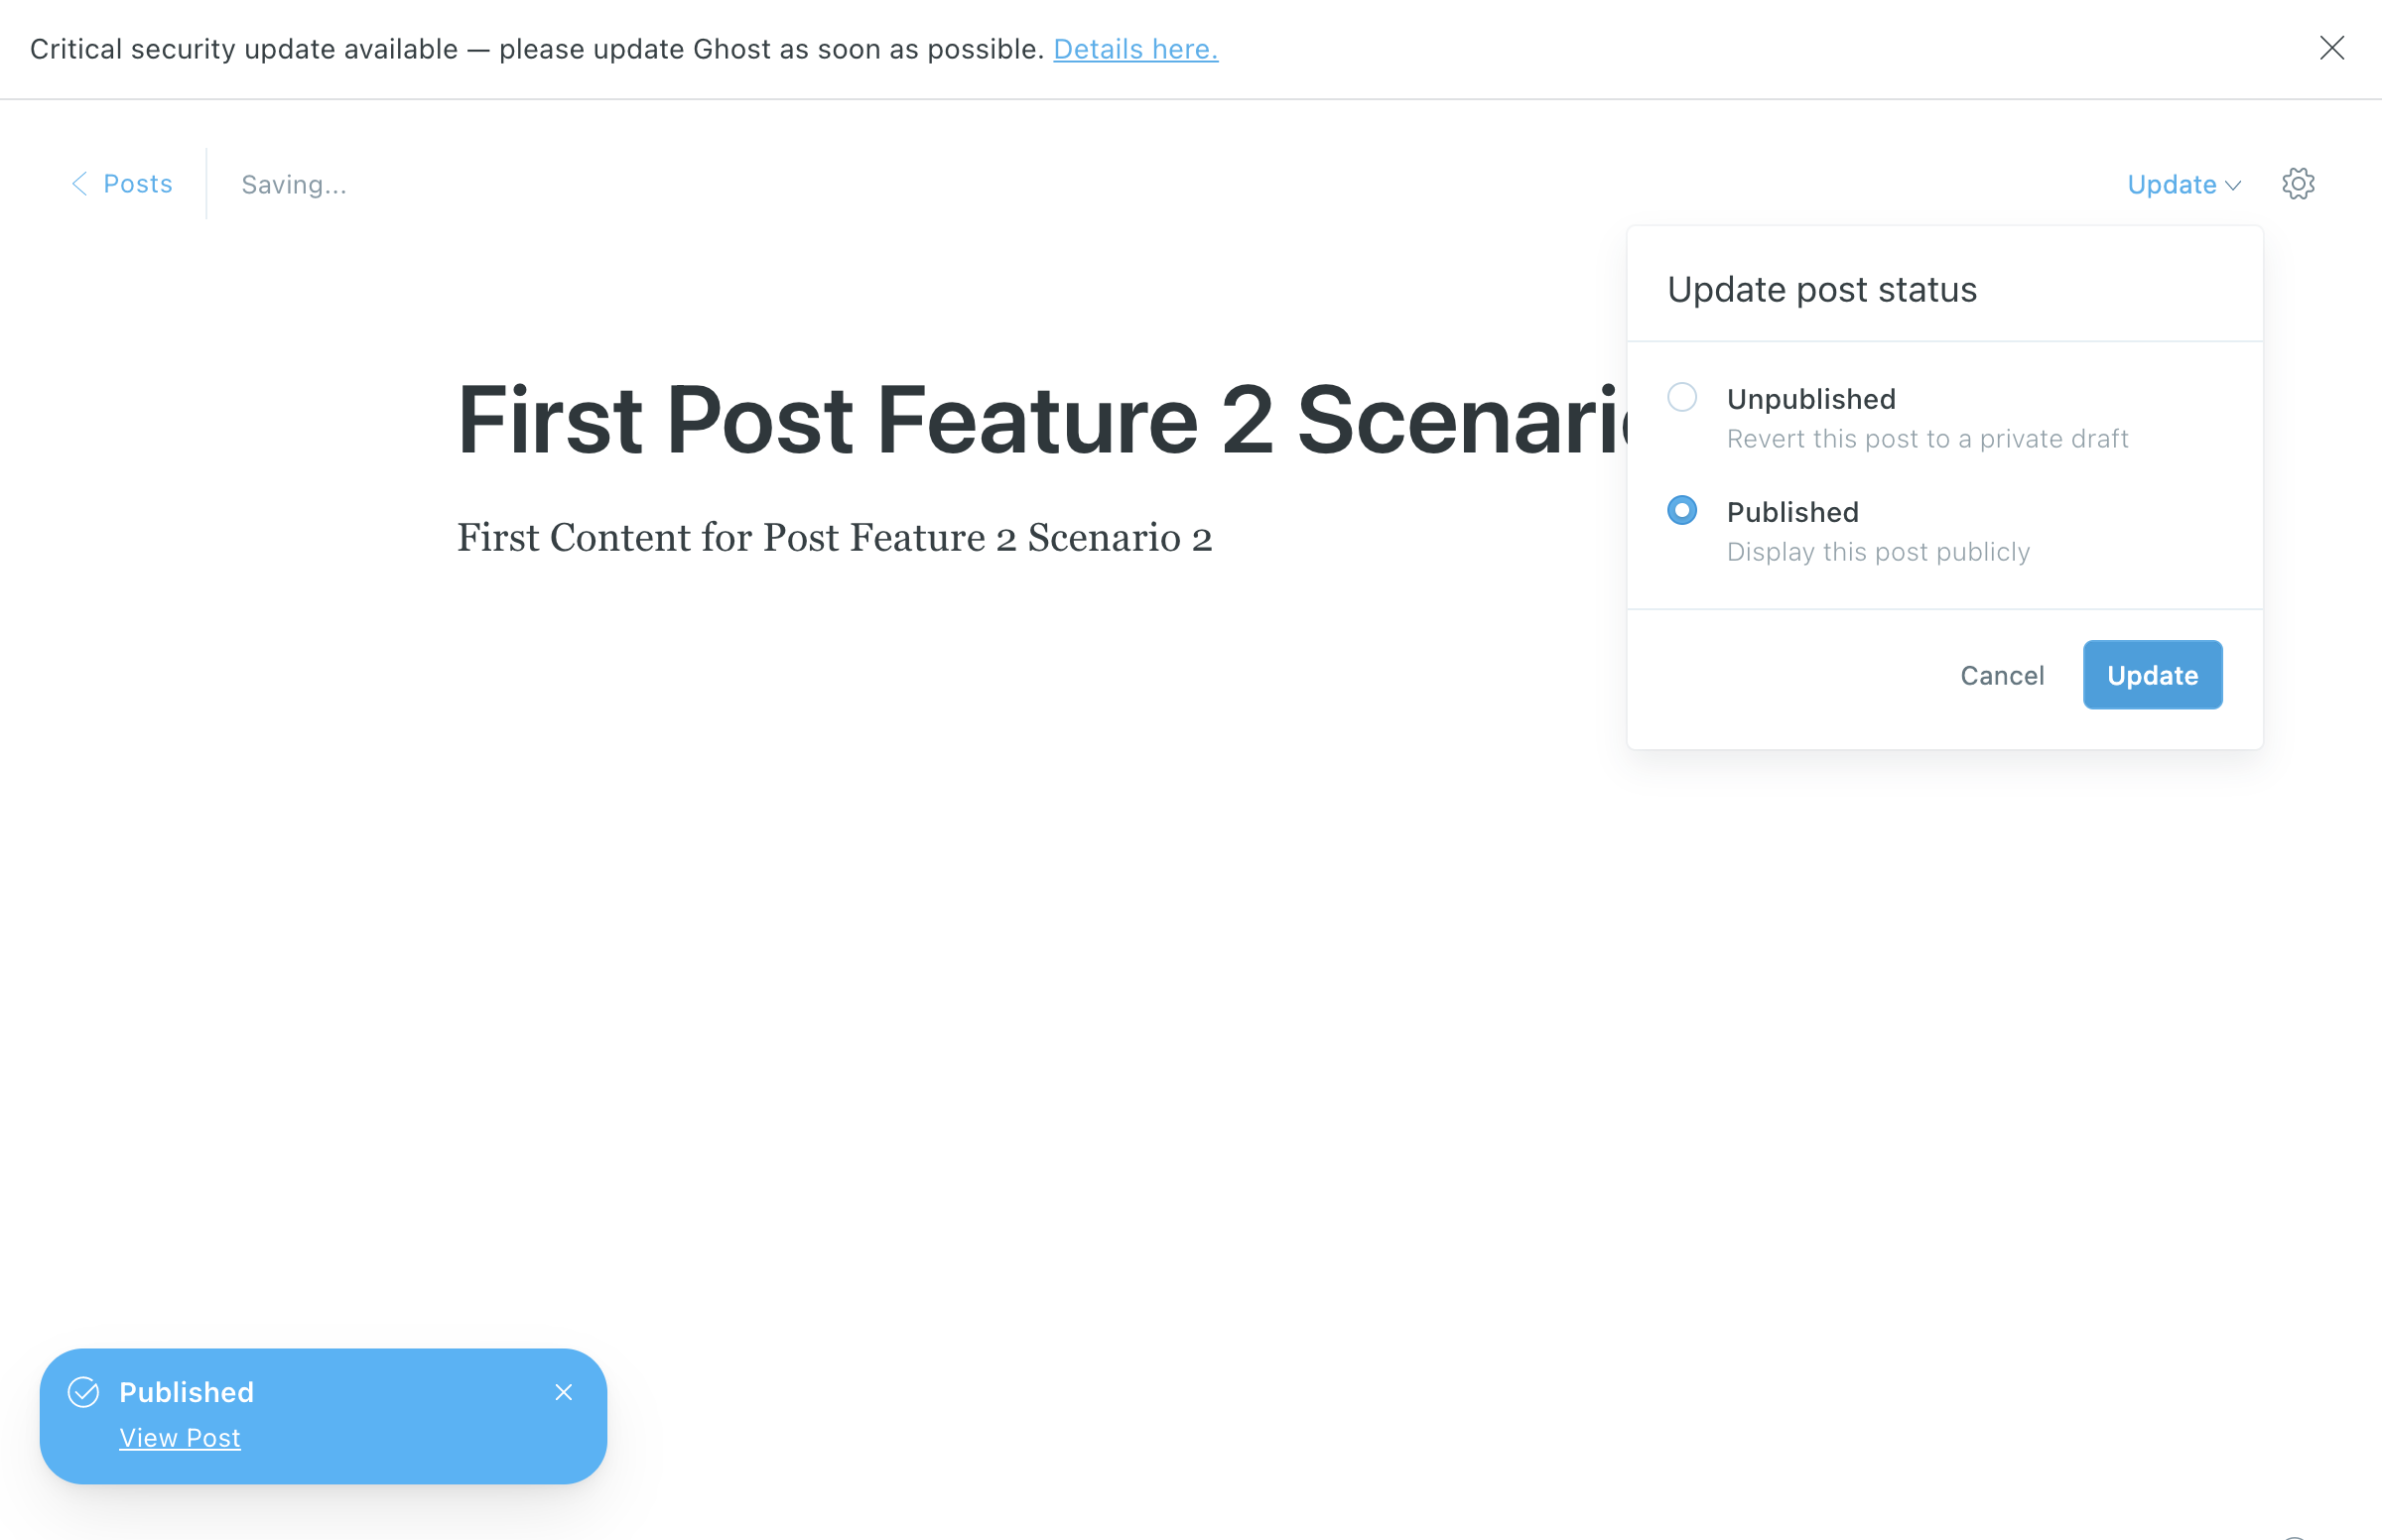 Critical security update available — please update Ghost as soon as possible. Details here.
Posts
Saving...
Update
Update post status
Unpublished
Revert this post to a private draft
Published
Display this post publicly
Cancel
Update
First Post Feature 2 Scenario
First Content for Post Feature 2 Scenario 2
Published
View Post